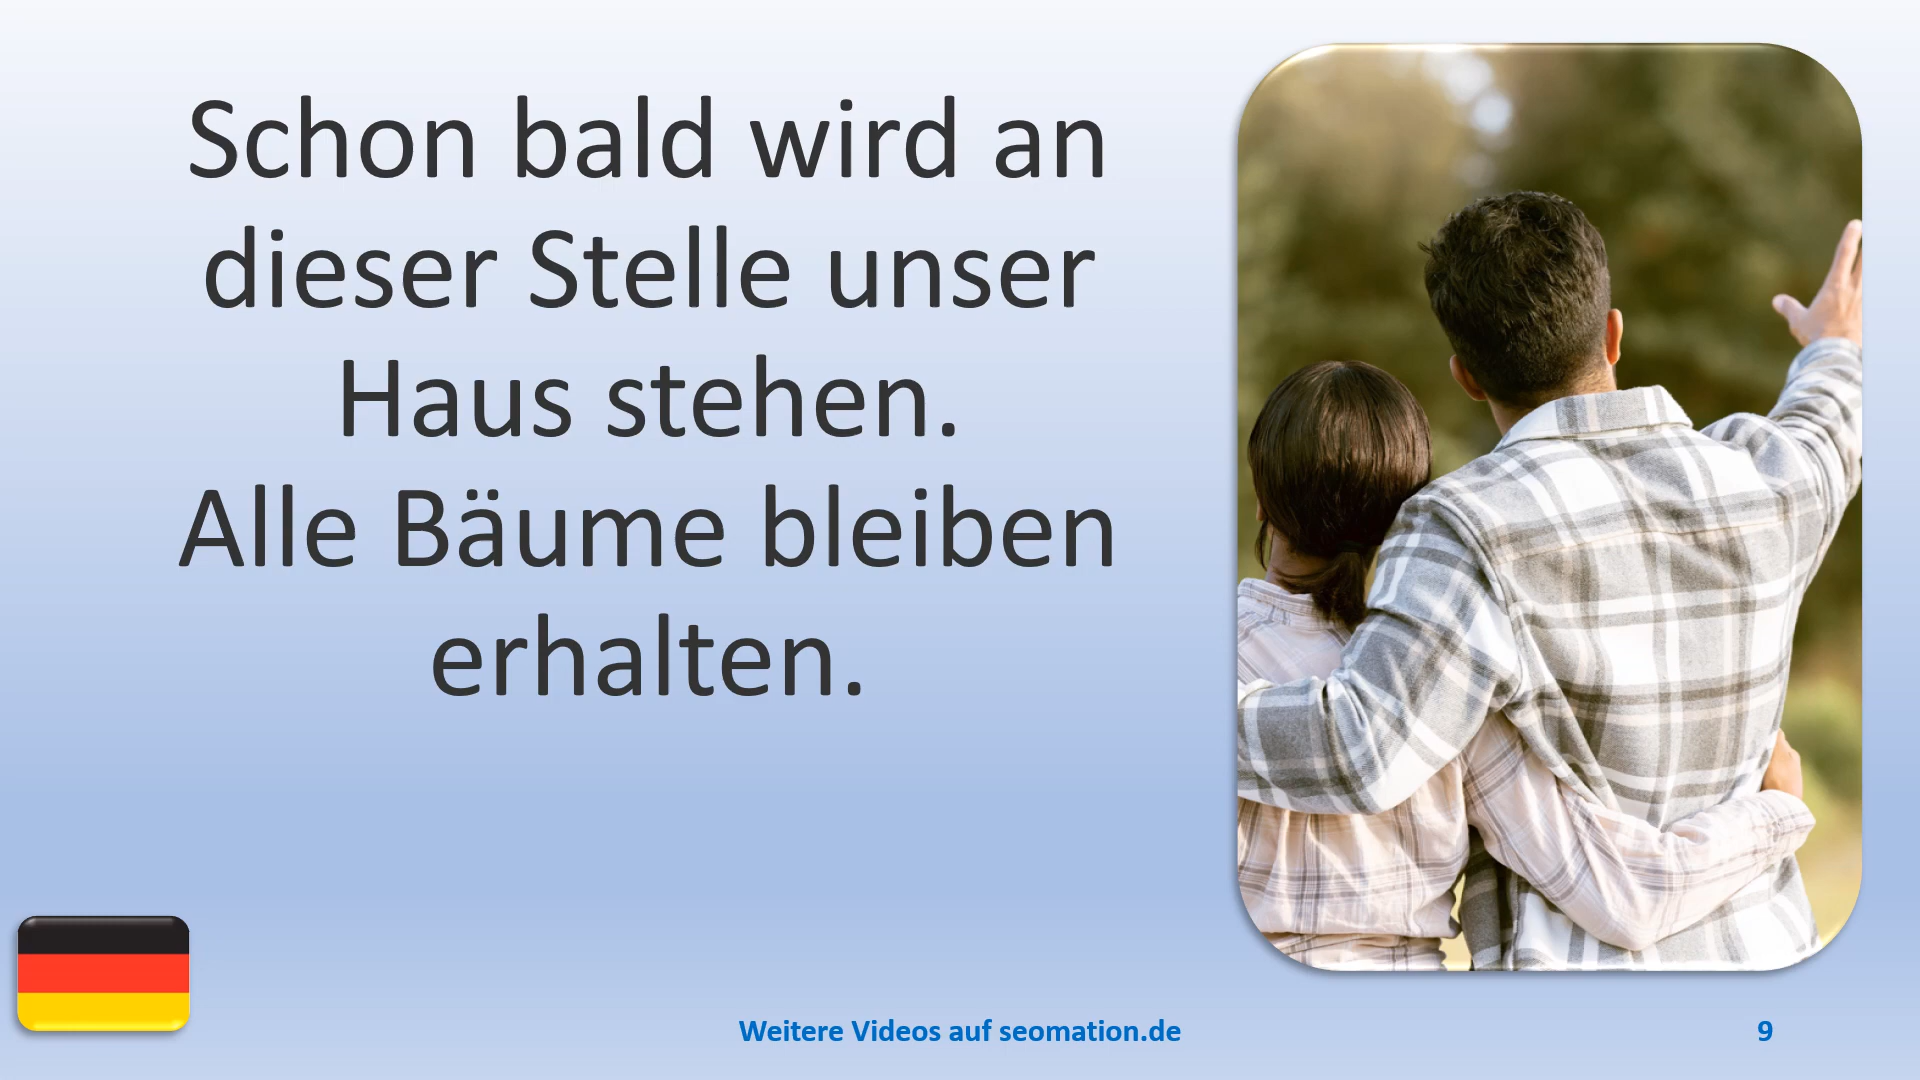 Schon bald wird an
dieser Stelle unser
Haus stehen.
Alle Bäume bleiben
erhalten.
Weitere Videos auf seomation.de
9